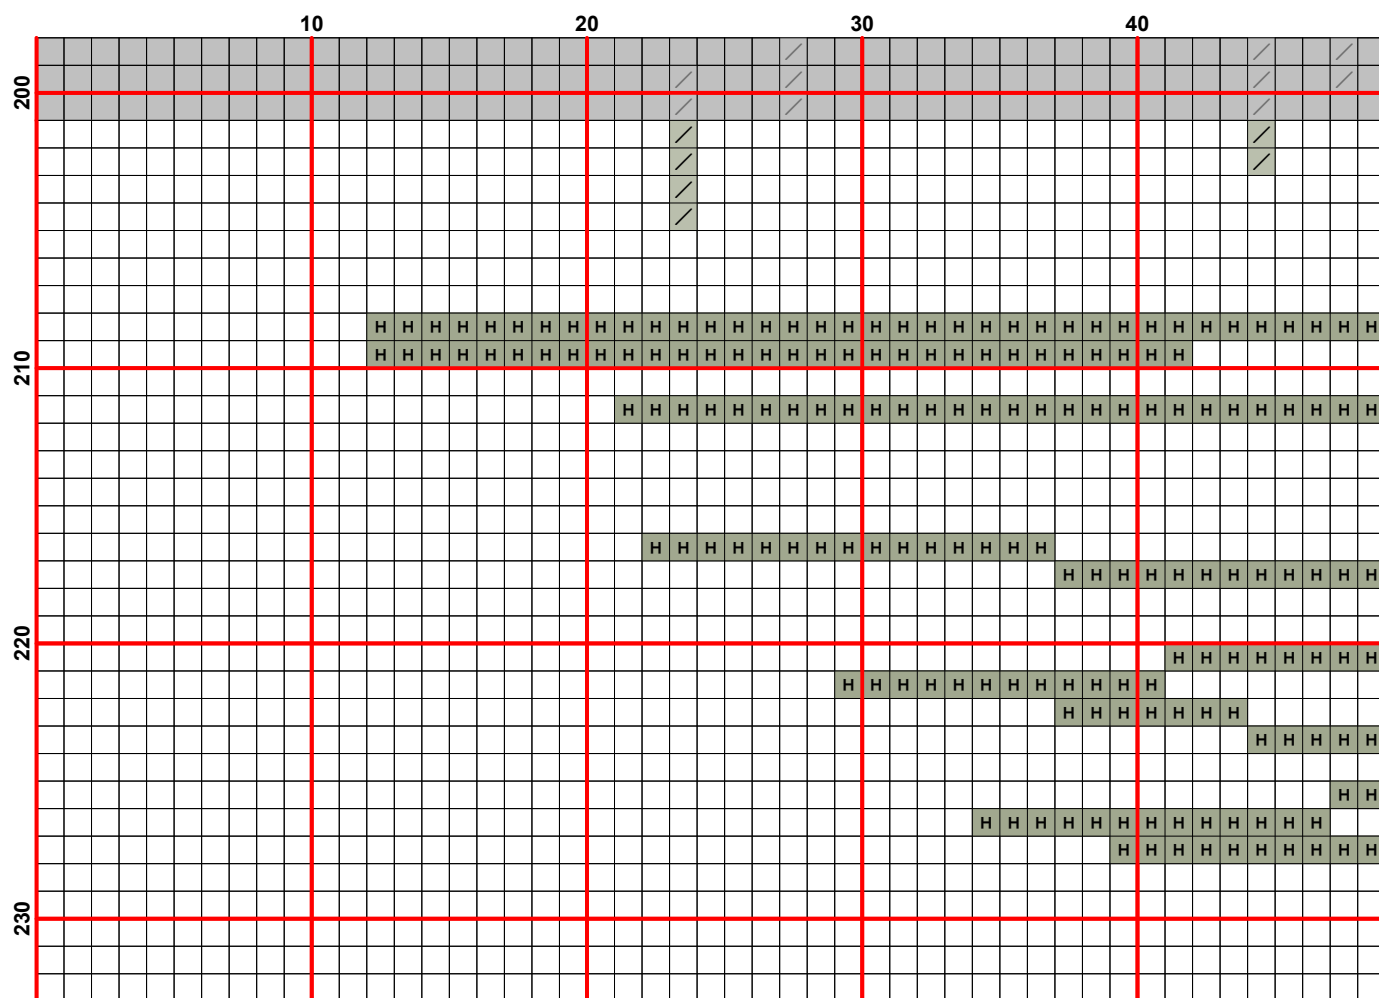 10 20 30 40
/ / /
/ / / /
200
/ / /
/ /
/ /
/
/
H H H H H H H H H H H H H H H H H H H H H H H H H H H H H H H H H H H H H
H H H H H H H H H H H H H H H H H H H H H H H H H H H H H H
210
H H H H H H H H H H H H H H H H H H H H H H H H H H H H
H H H H H H H H H H H H H H H
H H H H H H H H H H H H
220
H H H H H H H H
H H H H H H H H H H H H
H H H H H H H
H H H H H
H H
H H H H H H H H H H H H H
H H H H H H H H H H
230